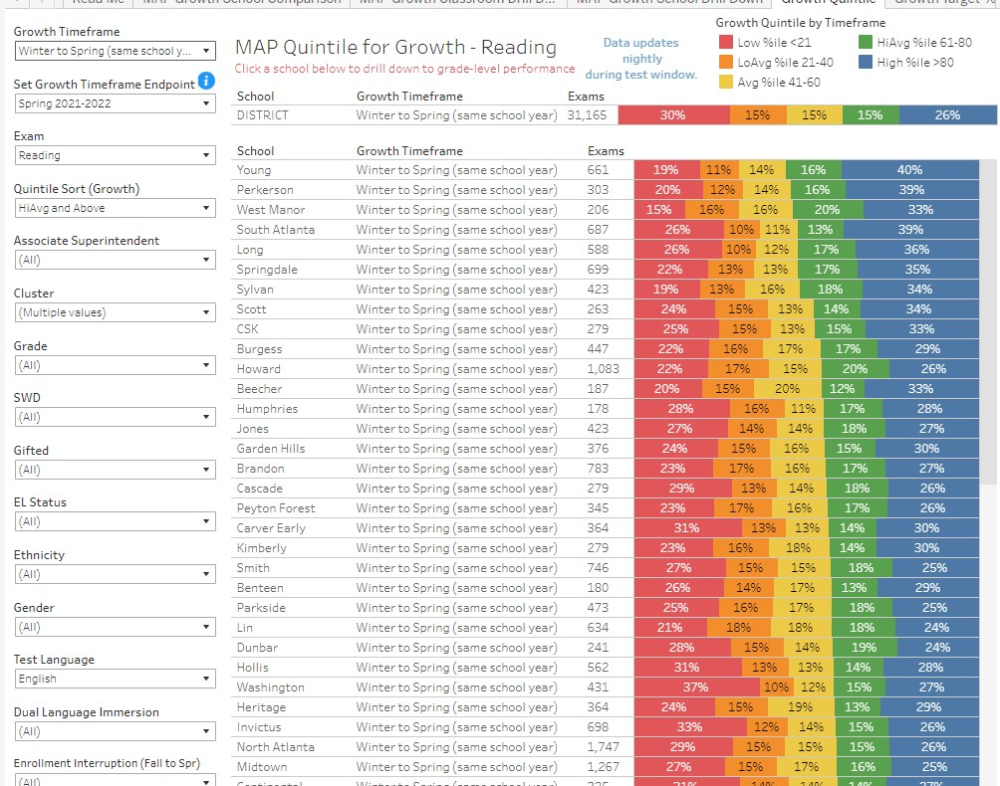 Read Me MAP Growth School Comparison MAP Growth Classroom Drill D... MAP Growth School Drill Down Growth Quintile Growth Target %
Growth Timeframe
Winter to Spring (same school y...
Set Growth Timeframe Endpoint
Spring 2021-2022
Exam
Reading
Quintile Sort (Growth)
HiAvg and Above
Associate Superintendent
(All)
Cluster
(Multiple values)
Grade
(All)
SWD
(All)
Gifted
(All)
EL Status
(All)
Ethnicity
(All)
Gender
(All)
Test Language
English
Dual Language Immersion
(All)
Enrollment Interruption (Fall to Spr)
(All)
MAP Quintile for Growth - Reading
Click a school below to drill down to grade-level performance
Data updates
nightly
during test window.
Growth Quintile by Timeframe
Low %ile <21 HiAvg %ile 61-80
LoAvg %ile 21-40 High %ile >80
Avg %ile 41-60
School Growth Timeframe Exams
DISTRICT Winter to Spring (same school year) 31,165 30% 15% 15% 15% 26%
School Growth Timeframe Exams
Young Winter to Spring (same school year) 661 19% 11% 14% 16% 40%
Perkerson Winter to Spring (same school year) 303 20% 12% 14% 16% 39%
West Manor Winter to Spring (same school year) 206 15% 16% 16% 20% 33%
South Atlanta Winter to Spring (same school year) 687 26% 10% 11% 13% 39%
Long Winter to Spring (same school year) 588 26% 10% 12% 17% 36%
Springdale Winter to Spring (same school year) 699 22% 13% 13% 17% 35%
Sylvan Winter to Spring (same school year) 423 19% 13% 16% 18% 34%
Scott Winter to Spring (same school year) 263 24% 15% 13% 14% 34%
CSK Winter to Spring (same school year) 279 25% 15% 13% 15% 33%
Burgess Winter to Spring (same school year) 447 22% 16% 17% 17% 29%
Howard Winter to Spring (same school year) 1,083 22% 17% 15% 20% 26%
Beecher Winter to Spring (same school year) 187 20% 15% 20% 12% 33%
Humphries Winter to Spring (same school year) 178 28% 16% 11% 17% 28%
Jones Winter to Spring (same school year) 423 27% 14% 14% 18% 27%
Garden Hills Winter to Spring (same school year) 376 24% 15% 16% 15% 30%
Brandon Winter to Spring (same school year) 783 23% 17% 16% 17% 27%
Cascade Winter to Spring (same school year) 279 29% 13% 14% 18% 26%
Peyton Forest Winter to Spring (same school year) 345 23% 17% 16% 17% 26%
Carver Early Winter to Spring (same school year) 364 31% 13% 13% 14% 30%
Kimberly Winter to Spring (same school year) 279 23% 16% 18% 14% 30%
Smith Winter to Spring (same school year) 746 27% 15% 15% 18% 25%
Benteen Winter to Spring (same school year) 180 26% 14% 17% 13% 29%
Parkside Winter to Spring (same school year) 473 25% 16% 17% 18% 25%
Lin Winter to Spring (same school year) 634 21% 18% 18% 18% 24%
Dunbar Winter to Spring (same school year) 241 28% 15% 14% 19% 24%
Hollis Winter to Spring (same school year) 562 31% 13% 13% 14% 28%
Washington Winter to Spring (same school year) 431 37% 10% 12% 15% 27%
Heritage Winter to Spring (same school year) 364 24% 15% 19% 13% 29%
Invictus Winter to Spring (same school year) 698 33% 12% 14% 15% 26%
North Atlanta Winter to Spring (same school year) 1,747 29% 15% 15% 15% 26%
Midtown Winter to Spring (same school year) 1,267 27% 15% 17% 16% 25%